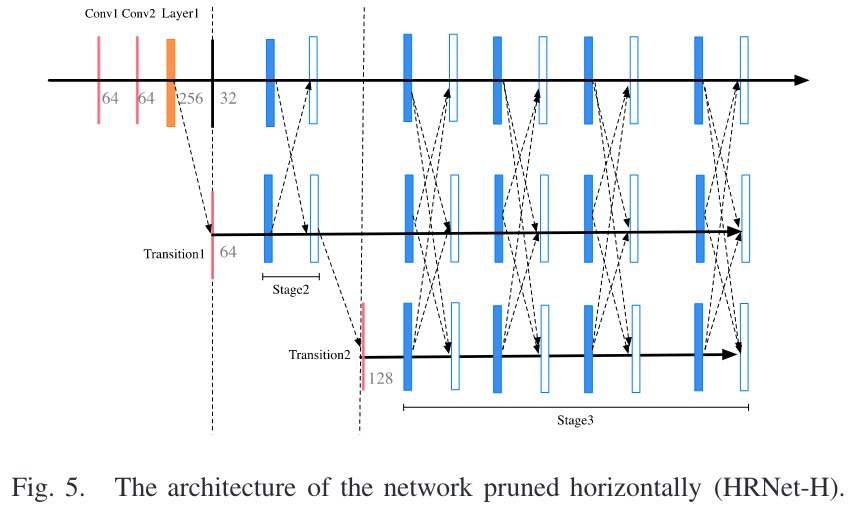 Conv1 Conv2 Layer1
64 64 256 32
Transition1 64
Stage2
Transition2
128
Stage3
Fig. 5. The architecture of the network pruned horizontally (HRNet-H).